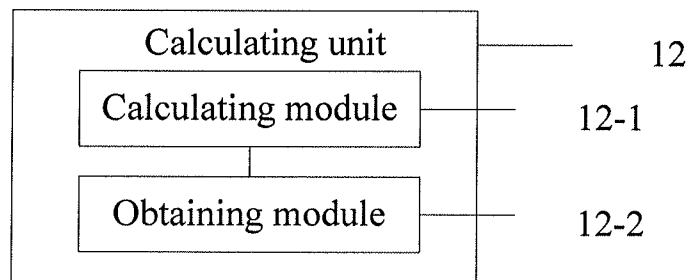 Calculating unit 12
Calculating module 12-1
Obtaining module 12-2